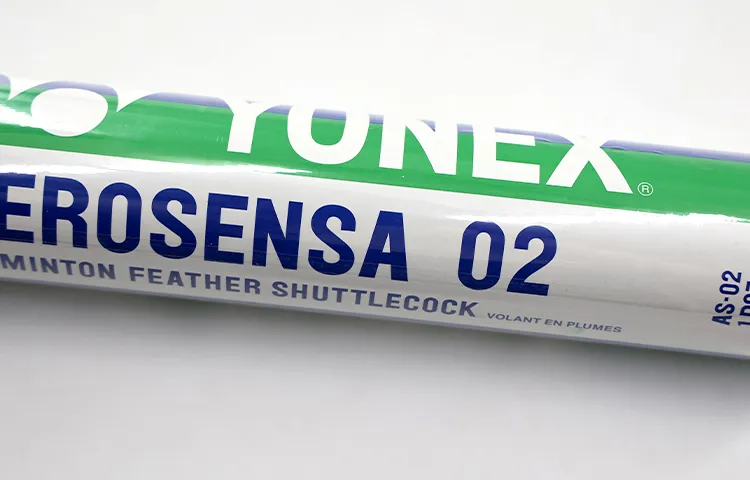 YONEX®
EROSENSA 02
MINTON FEATHER SHUTTLECOCK VOLANT EN PLUMES
AS-02